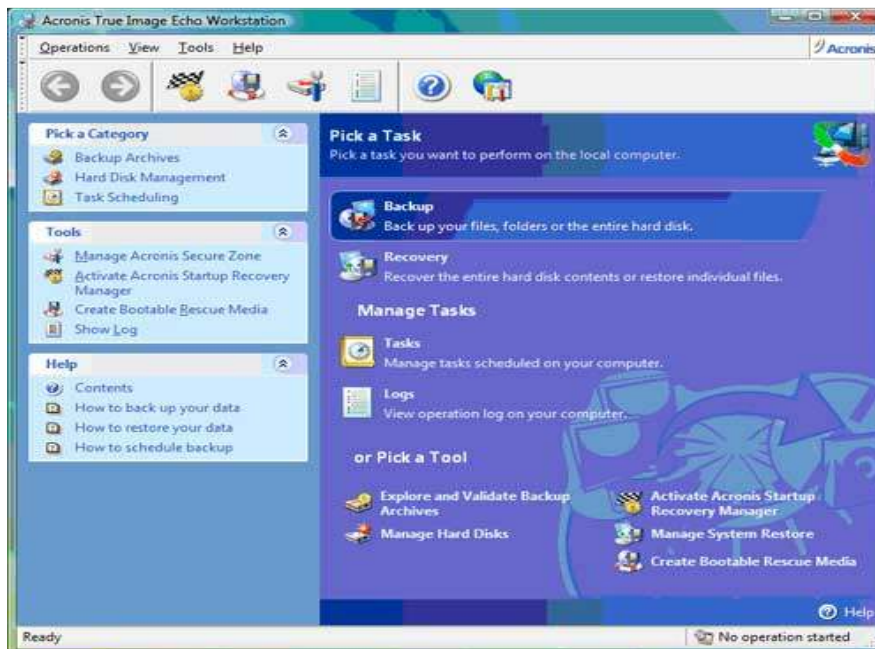 Acronis True Image Echo Workstation
Operations View Tools Help
Acronis
Pick a Category
Backup Archives
Hard Disk Management
Task Scheduling
Tools
Manage Acronis Secure Zone
Activate Acronis Startup Recovery
Manager
Create Bootable Rescue Media
Show Log
Help
Contents
How to back up your data
How to restore your data
How to schedule backup
Pick a Task
Pick a task you want to perform on the local computer.
Backup
Back up your files, folders or the entire hard disk.
Recovery
Recover the entire hard disk contents or restore individual files.
Manage Tasks
Tasks
Manage tasks scheduled on your computer.
Logs
View operation log on your computer.
or Pick a Tool
Explore and Validate Backup
Archives
Manage Hard Disks
Activate Acronis Startup
Recovery Manager
Manage System Restore
Create Bootable Rescue Media
Help
Ready
No operation started